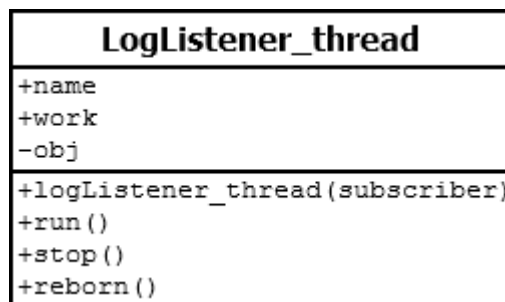 LogListener_thread
+name
+work
-obj
+logListener_thread(subscriber)
+run()
+stop()
+reborn()